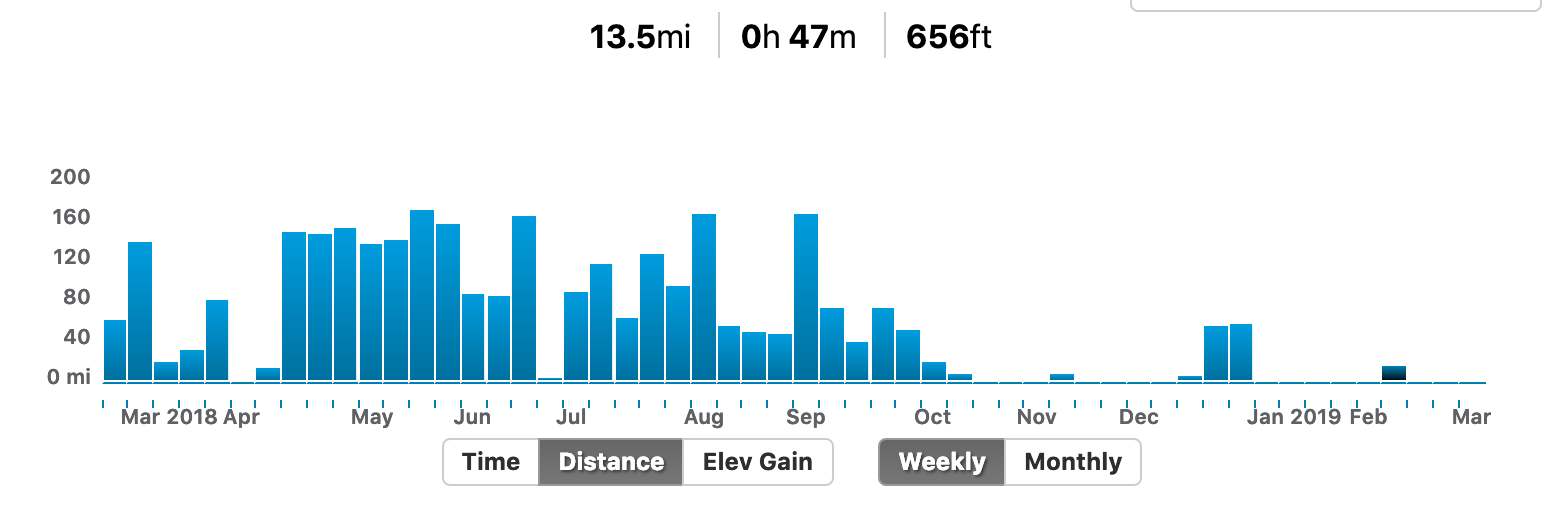 13.5mi 0h 47m 656ft
200
160
120
80
40
0 mi
Mar 2018 Apr May Jun Jul Aug Sep Oct Nov Dec Jan 2019 Feb Mar
Time Distance Elev Gain Weekly Monthly